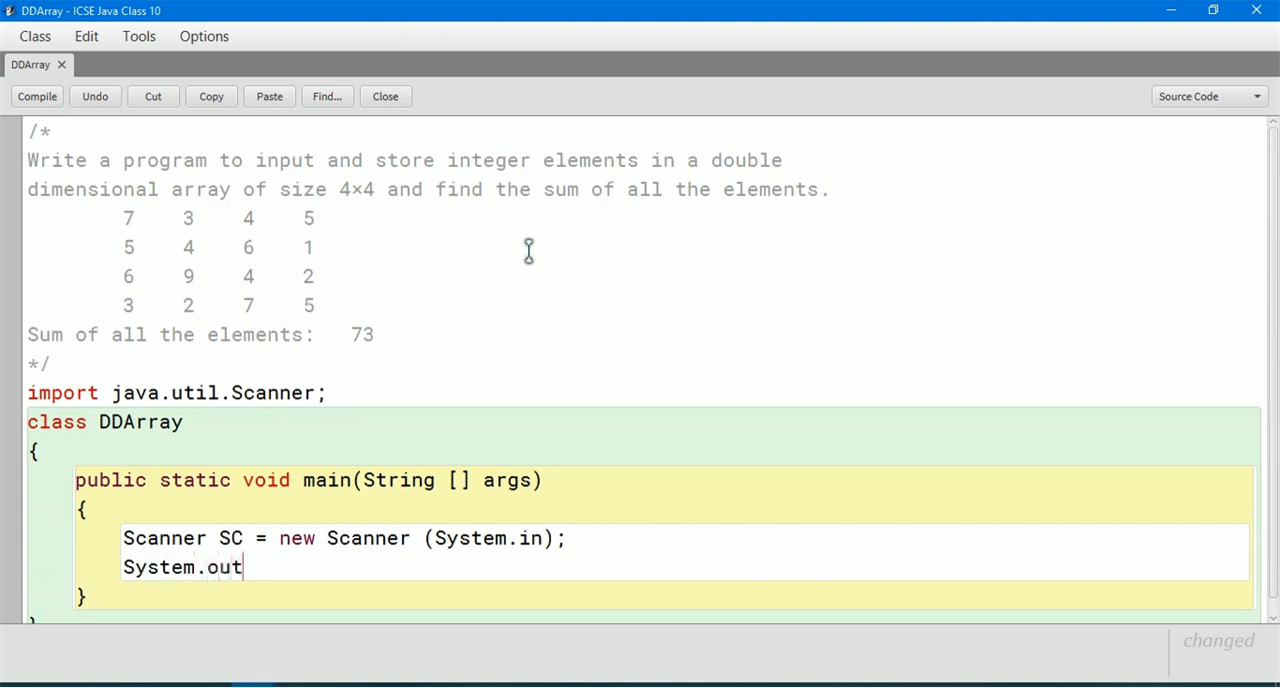 DDArray - ICSE Java Class 10
Class Edit Tools Options
DDArray
Compile Undo Cut Copy Paste Find... Close Source Code
/*
Write a program to input and store integer elements in a double
dimensional array of size 4×4 and find the sum of all the elements.
7 3 4 5
5 4 6 1
6 9 4 2
3 2 7 5
Sum of all the elements: 73
*/
import java.util.Scanner;
class DDArray
{
public static void main(String [] args)
{
Scanner SC = new Scanner (System.in);
System.out
}
}
changed